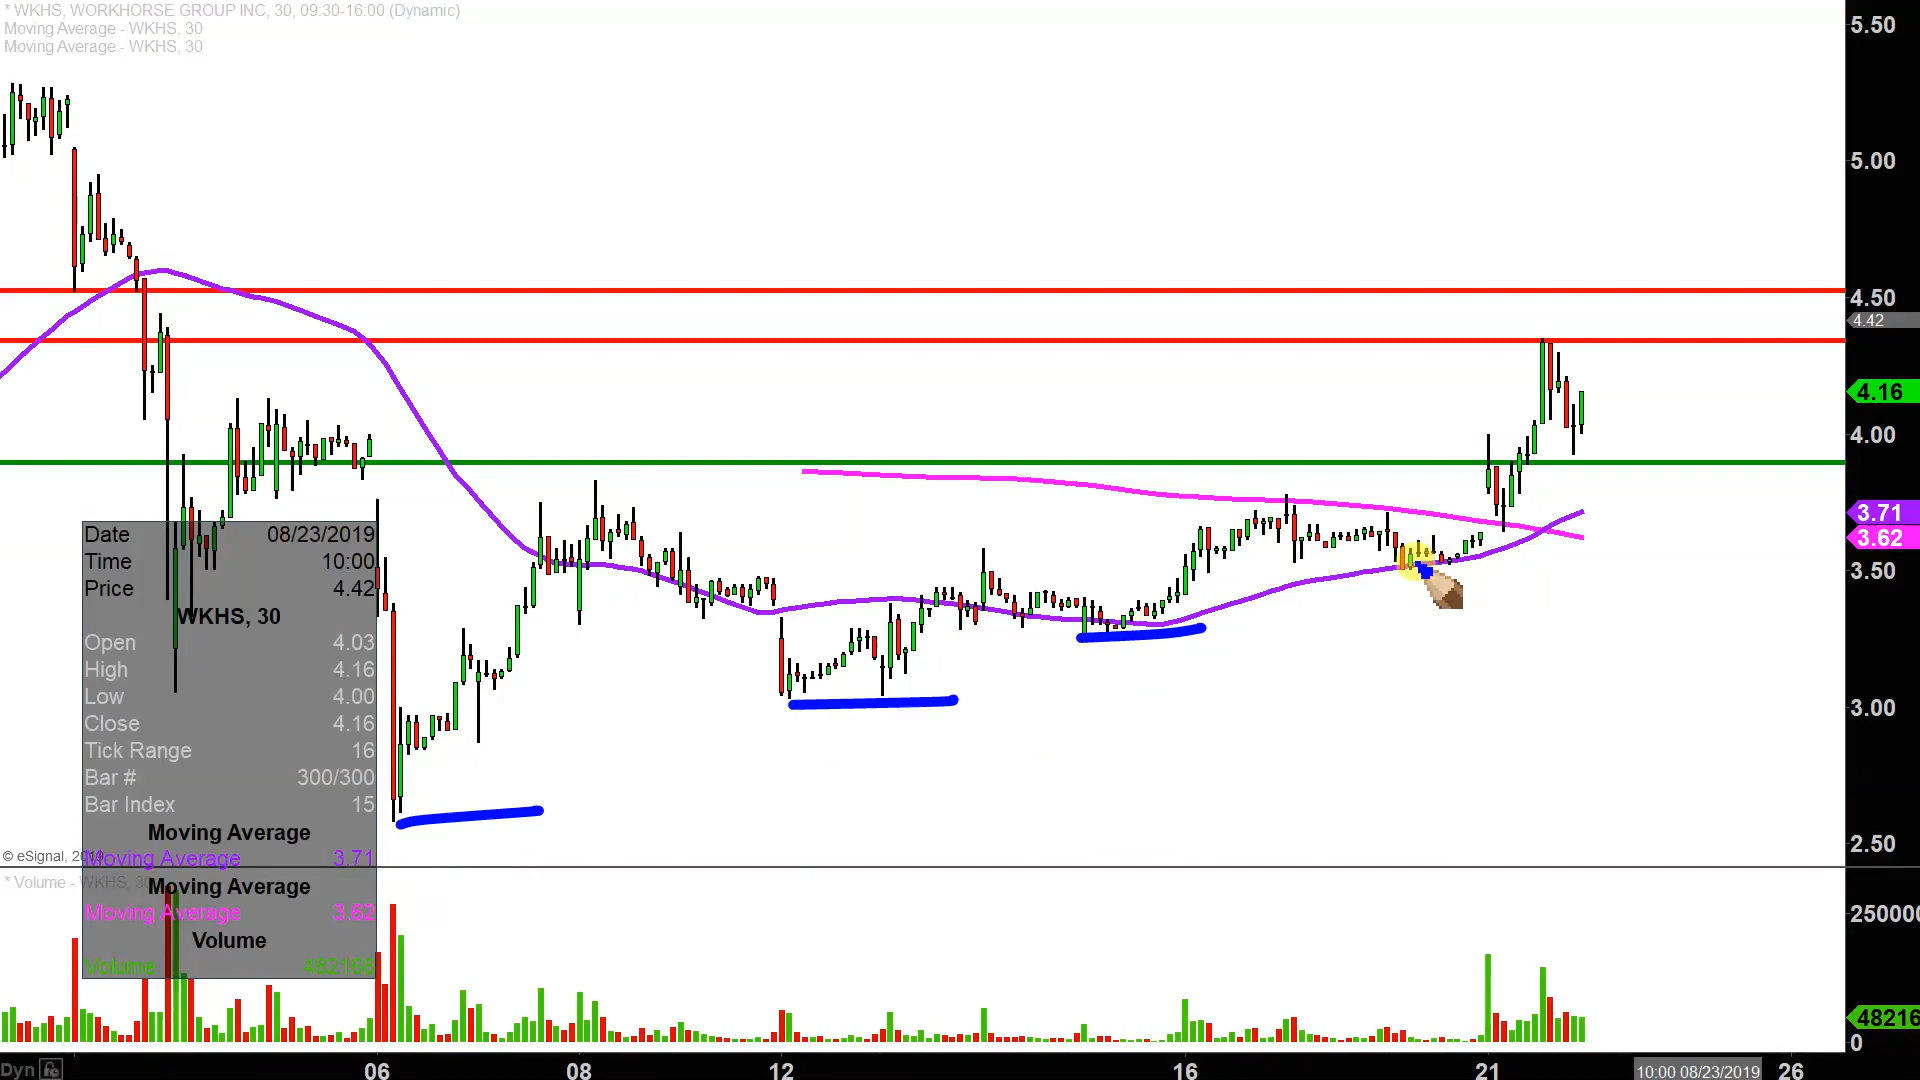 * WKHS, WORKHORSE GROUP INC, 30, 09:30-16:00 (Dynamic)
Moving Average - WKHS, 30
Moving Average - WKHS, 30
5.50
5.00
4.50
4.42
4.16
4.00
3.71
3.62
3.50
3.00
2.50
Date 08/23/2019
Time 10:00
Price 4.42
WKHS, 30
Open 4.03
High 4.16
Low 4.00
Close 4.16
Tick Range 16
Bar # 300/300
Bar Index 15
Moving Average
Moving Average 3.71
Moving Average
Moving Average 3.62
Volume
Volume 482168
© eSignal, 2019
* Volume - WKHS, 30
250000
48216
0
Dyn
06 08 12 16 21 10:00 08/23/2019 26